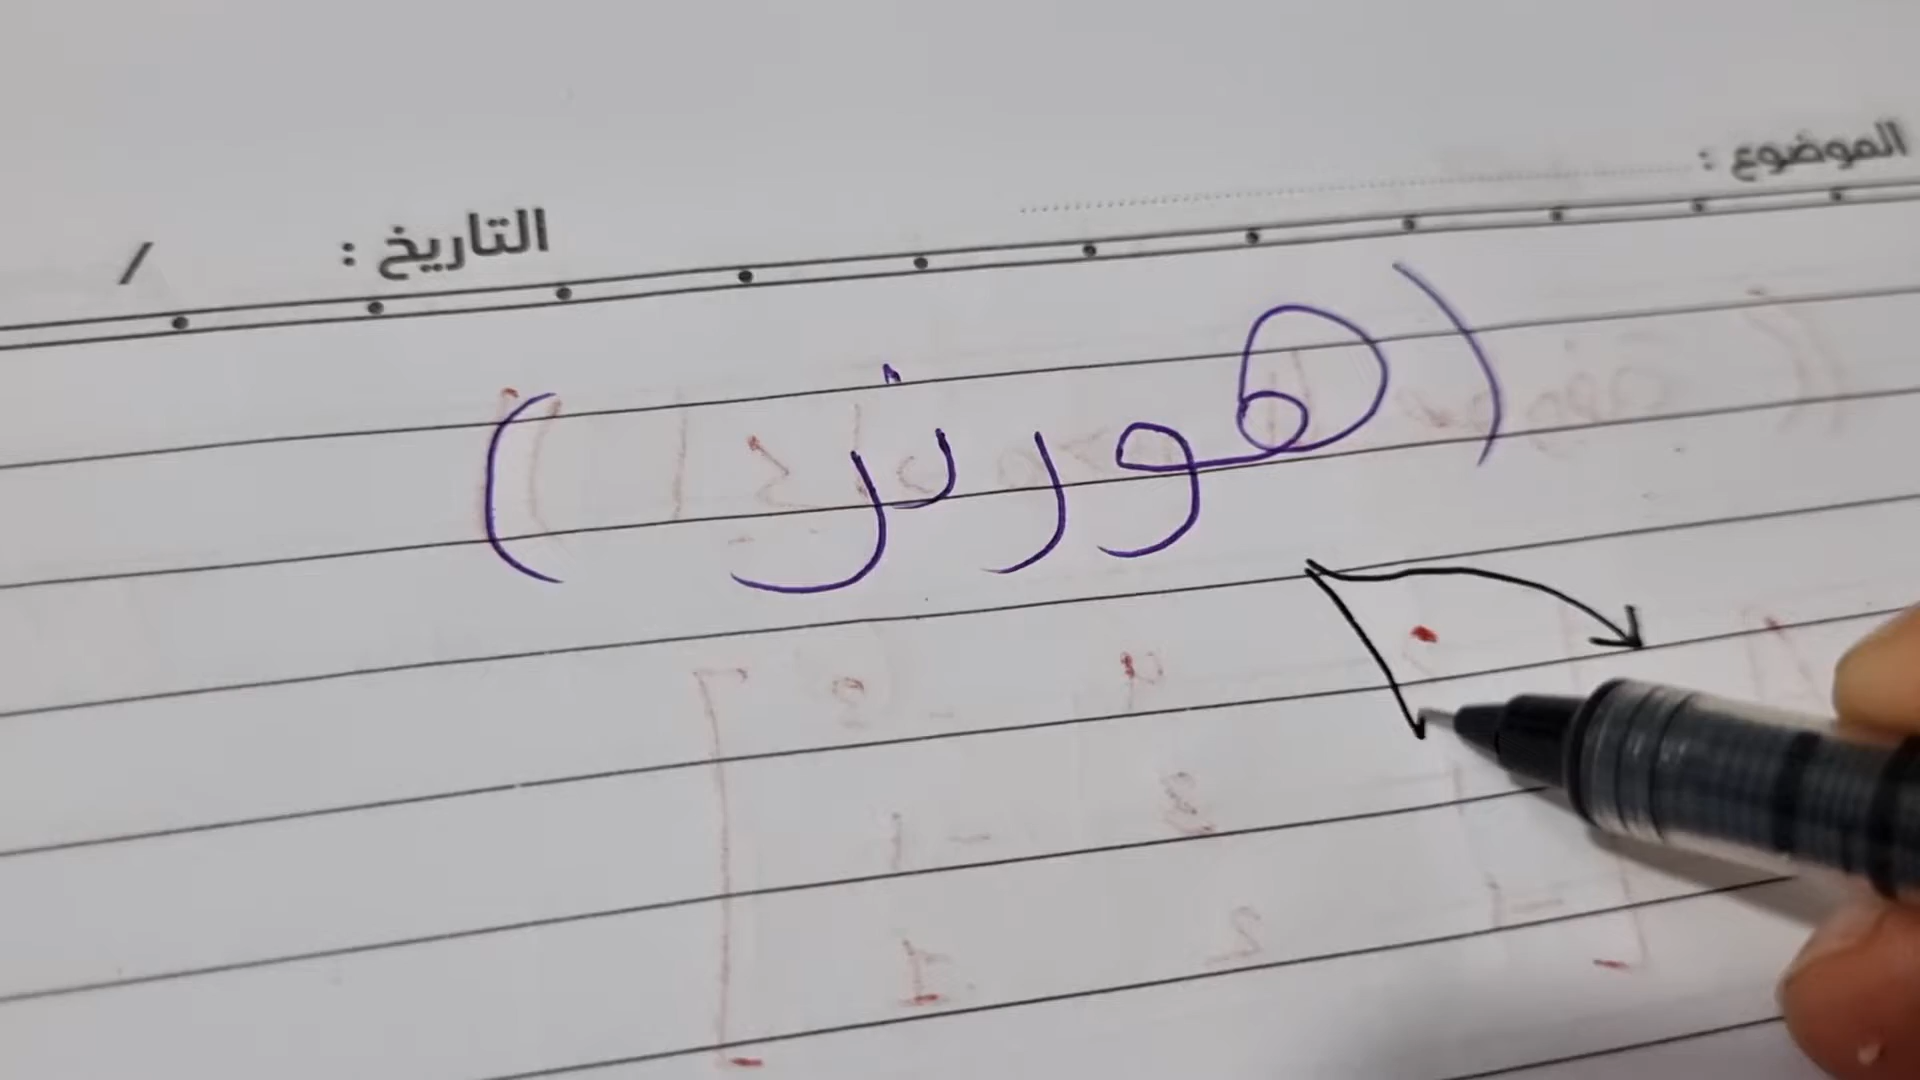 الموضوع :
التاريخ : /
(هورنر)